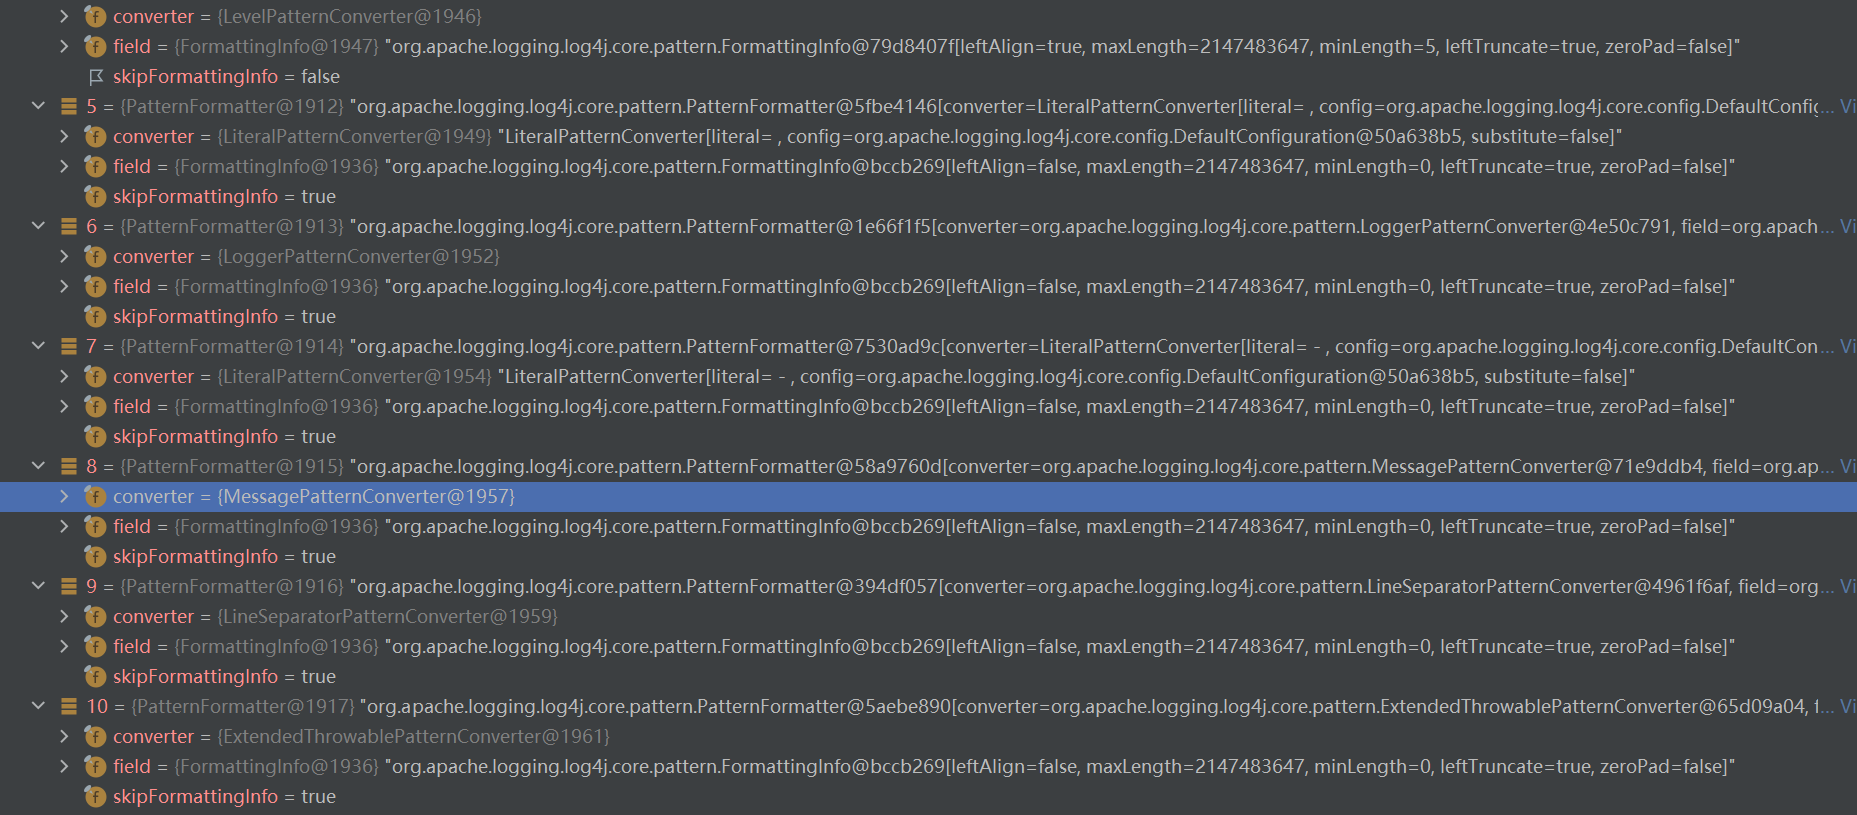 converter = {LevelPatternConverter@1946}
field = {FormattingInfo@1947} "org.apache.logging.log4j.core.pattern.FormattingInfo@79d8407f[leftAlign=true, maxLength=2147483647, minLength=5, leftTruncate=true, zeroPad=false]"
skipFormattingInfo = false
5 = {PatternFormatter@1912} "org.apache.logging.log4j.core.pattern.PatternFormatter@5fbe4146[converter=LiteralPatternConverter[literal= , config=org.apache.logging.log4j.core.config.DefaultConfig... Vi
converter = {LiteralPatternConverter@1949} "LiteralPatternConverter[literal= , config=org.apache.logging.log4j.core.config.DefaultConfiguration@50a638b5, substitute=false]"
field = {FormattingInfo@1936} "org.apache.logging.log4j.core.pattern.FormattingInfo@bccb269[leftAlign=false, maxLength=2147483647, minLength=0, leftTruncate=true, zeroPad=false]"
skipFormattingInfo = true
6 = {PatternFormatter@1913} "org.apache.logging.log4j.core.pattern.PatternFormatter@1e66f1f5[converter=org.apache.logging.log4j.core.pattern.LoggerPatternConverter@4e50c791, field=org.apach... Vi
converter = {LoggerPatternConverter@1952}
field = {FormattingInfo@1936} "org.apache.logging.log4j.core.pattern.FormattingInfo@bccb269[leftAlign=false, maxLength=2147483647, minLength=0, leftTruncate=true, zeroPad=false]"
skipFormattingInfo = true
7 = {PatternFormatter@1914} "org.apache.logging.log4j.core.pattern.PatternFormatter@7530ad9c[converter=LiteralPatternConverter[literal= - , config=org.apache.logging.log4j.core.config.DefaultCon... Vi
converter = {LiteralPatternConverter@1954} "LiteralPatternConverter[literal= - , config=org.apache.logging.log4j.core.config.DefaultConfiguration@50a638b5, substitute=false]"
field = {FormattingInfo@1936} "org.apache.logging.log4j.core.pattern.FormattingInfo@bccb269[leftAlign=false, maxLength=2147483647, minLength=0, leftTruncate=true, zeroPad=false]"
skipFormattingInfo = true
8 = {PatternFormatter@1915} "org.apache.logging.log4j.core.pattern.PatternFormatter@58a9760d[converter=org.apache.logging.log4j.core.pattern.MessagePatternConverter@71e9ddb4, field=org.ap... Vi
converter = {MessagePatternConverter@1957}
field = {FormattingInfo@1936} "org.apache.logging.log4j.core.pattern.FormattingInfo@bccb269[leftAlign=false, maxLength=2147483647, minLength=0, leftTruncate=true, zeroPad=false]"
skipFormattingInfo = true
9 = {PatternFormatter@1916} "org.apache.logging.log4j.core.pattern.PatternFormatter@394df057[converter=org.apache.logging.log4j.core.pattern.LineSeparatorPatternConverter@4961f6af, field=org... Vi
converter = {LineSeparatorPatternConverter@1959}
field = {FormattingInfo@1936} "org.apache.logging.log4j.core.pattern.FormattingInfo@bccb269[leftAlign=false, maxLength=2147483647, minLength=0, leftTruncate=true, zeroPad=false]"
skipFormattingInfo = true
10 = {PatternFormatter@1917} "org.apache.logging.log4j.core.pattern.PatternFormatter@5aebe890[converter=org.apache.logging.log4j.core.pattern.ExtendedThrowablePatternConverter@65d09a04, f... Vi
converter = {ExtendedThrowablePatternConverter@1961}
field = {FormattingInfo@1936} "org.apache.logging.log4j.core.pattern.FormattingInfo@bccb269[leftAlign=false, maxLength=2147483647, minLength=0, leftTruncate=true, zeroPad=false]"
skipFormattingInfo = true